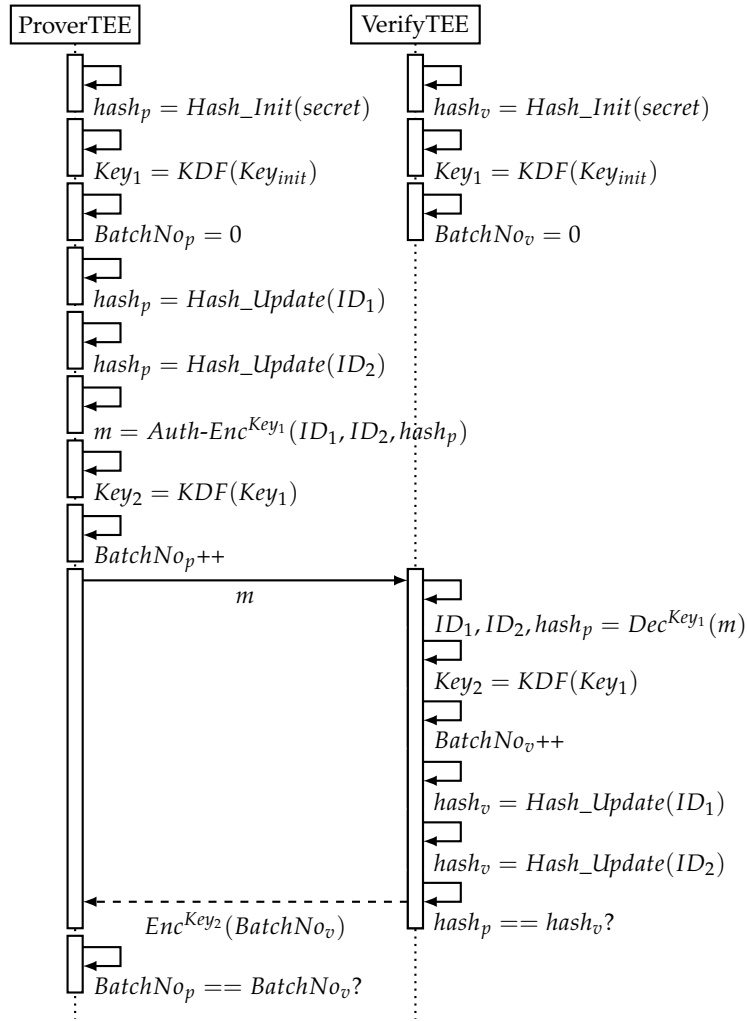 ProverTEE VerifyTEE
hash_p = Hash_Init(secret) hash_v = Hash_Init(secret)
Key_1 = KDF(Key_init) Key_1 = KDF(Key_init)
BatchNo_p = 0 BatchNo_v = 0
hash_p = Hash_Update(ID_1)
hash_p = Hash_Update(ID_2)
m = Auth-Enc^{Key_1}(ID_1, ID_2, hash_p)
Key_2 = KDF(Key_1)
BatchNo_p++
m
ID_1, ID_2, hash_p = Dec^{Key_1}(m)
Key_2 = KDF(Key_1)
BatchNo_v++
hash_v = Hash_Update(ID_1)
hash_v = Hash_Update(ID_2)
Enc^{Key_2}(BatchNo_v) hash_p == hash_v?
BatchNo_p == BatchNo_v?